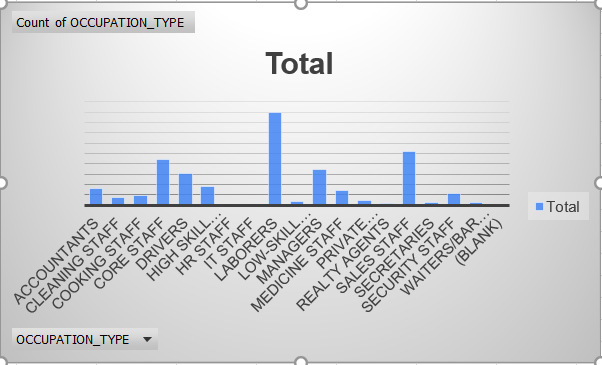 Count of OCCUPATION_TYPE
Total
ACCOUNTANTS
CLEANING STAFF
COOKING STAFF
CORE STAFF
DRIVERS
HIGH SKILL…
HR STAFF
IT STAFF
LABORERS
LOW-SKILL…
MANAGERS
MEDICINE STAFF
PRIVATE…
REALTY AGENTS
SALES STAFF
SECRETARIES
SECURITY STAFF
WAITERS/BAR…
(BLANK)
Total
OCCUPATION_TYPE